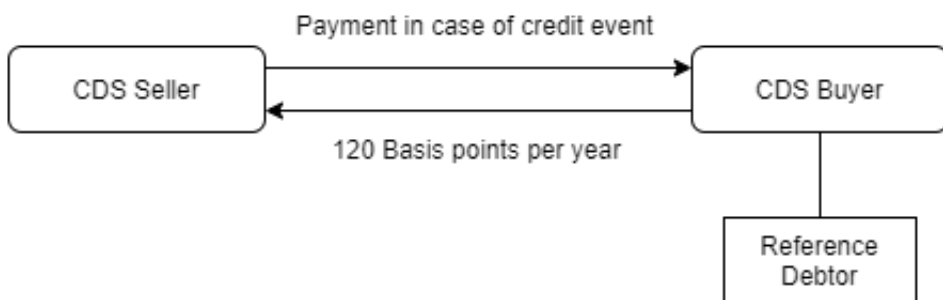 Payment in case of credit event
CDS Seller
CDS Buyer
120 Basis points per year
Reference
Debtor